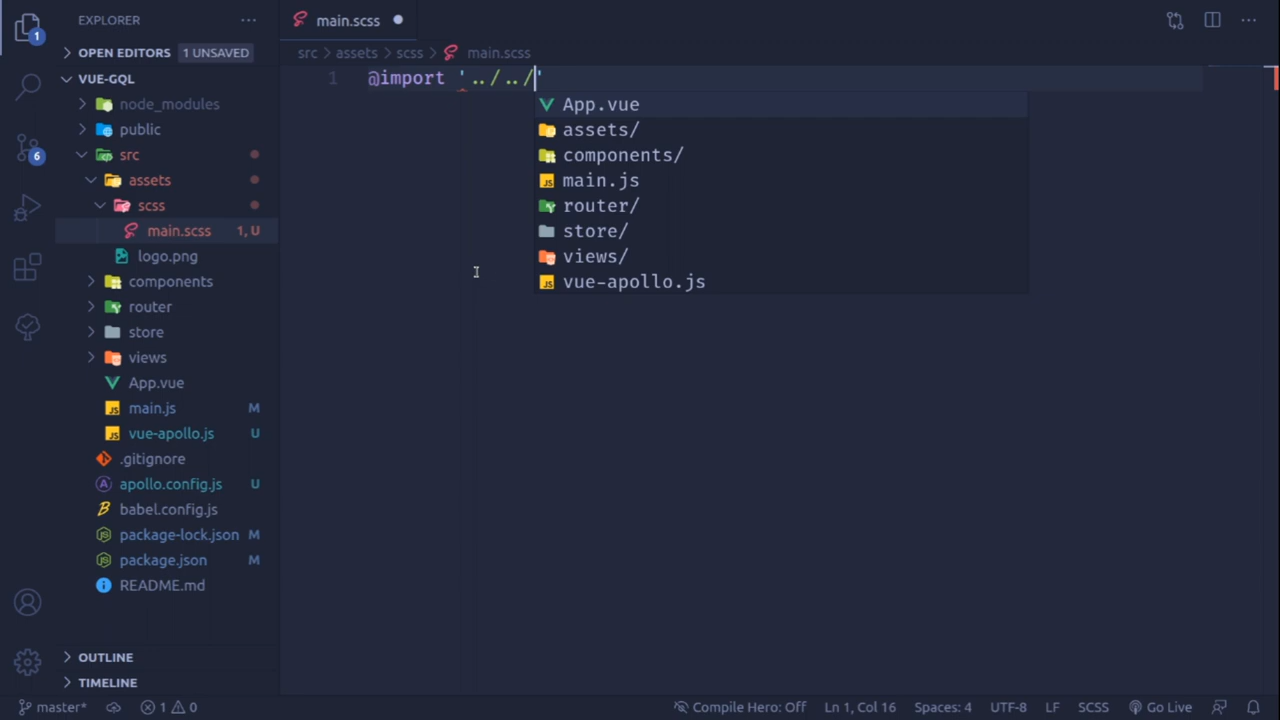 EXPLORER
OPEN EDITORS 1 UNSAVED
VUE-GQL
node_modules
public
src
assets
scss
main.scss 1, U
logo.png
components
router
store
views
App.vue
main.js M
vue-apollo.js U
.gitignore
apollo.config.js U
babel.config.js
package-lock.json M
package.json M
README.md
OUTLINE
TIMELINE
1
6
main.scss
src > assets > scss > main.scss
1 @import '../../'
App.vue
assets/
components/
main.js
router/
store/
views/
vue-apollo.js
master* 1 0 Compile Hero: Off Ln 1, Col 16 Spaces: 4 UTF-8 LF SCSS Go Live